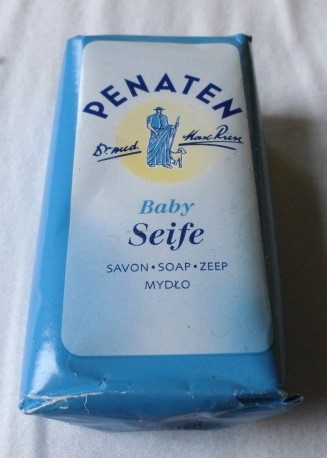 PENATEN
Dr. med. Max Riese
Baby
Seife
SAVON • SOAP • ZEEP
MYDŁO